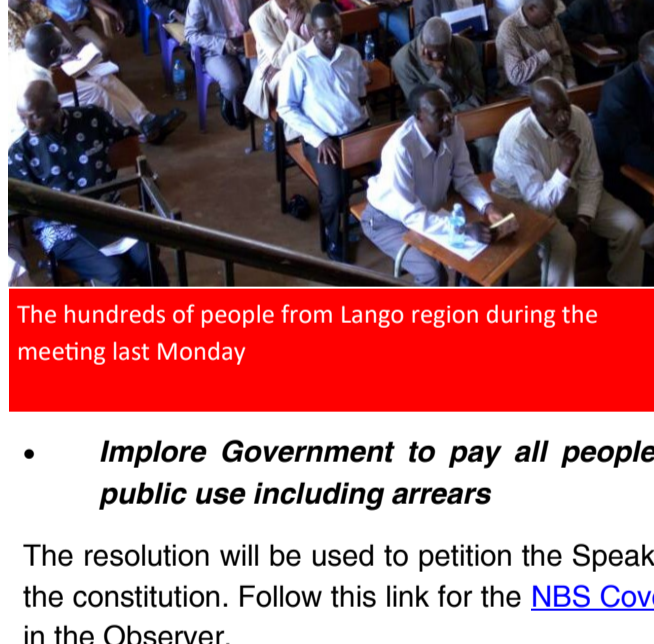 The hundreds of people from Lango region during the
meeting last Monday
• Implore Government to pay all people
public use including arrears
The resolution will be used to petition the Speak
the constitution. Follow this link for the NBS Cov
in the Observer.